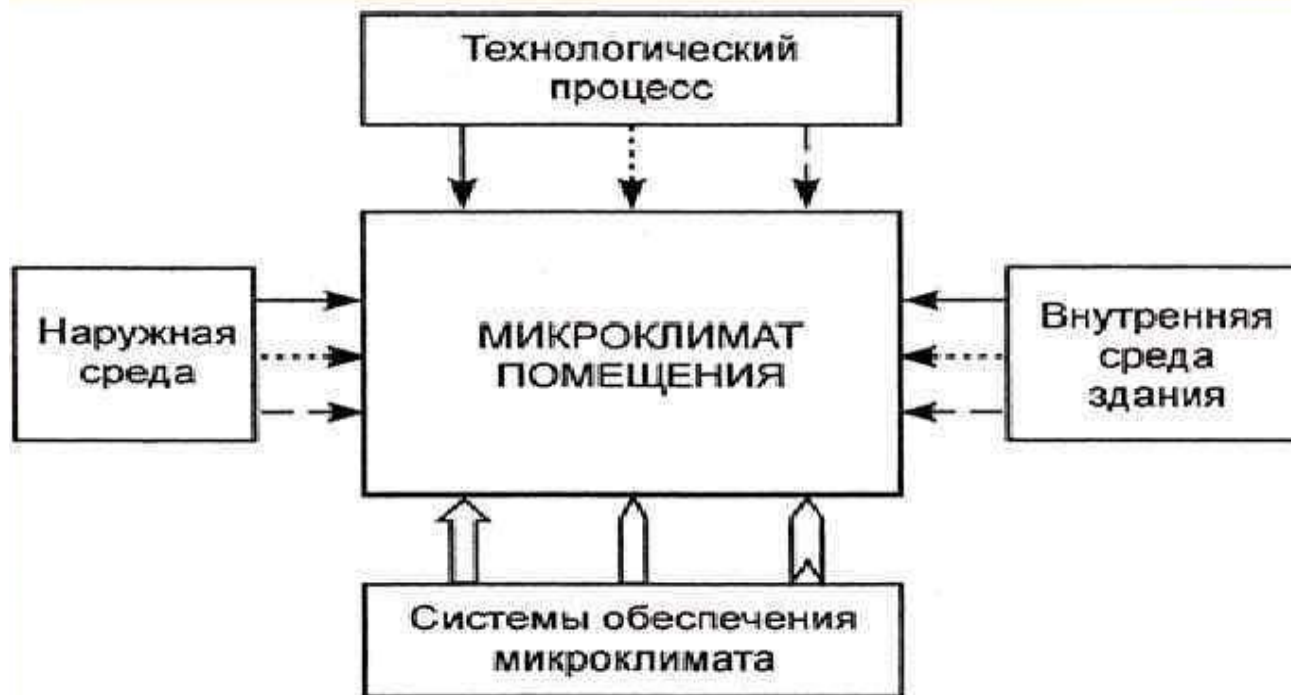 Технологический
процесс
Наружная
среда
МИКРОКЛИМАТ
ПОМЕЩЕНИЯ
Внутренняя
среда
здания
Системы обеспечения
микроклимата